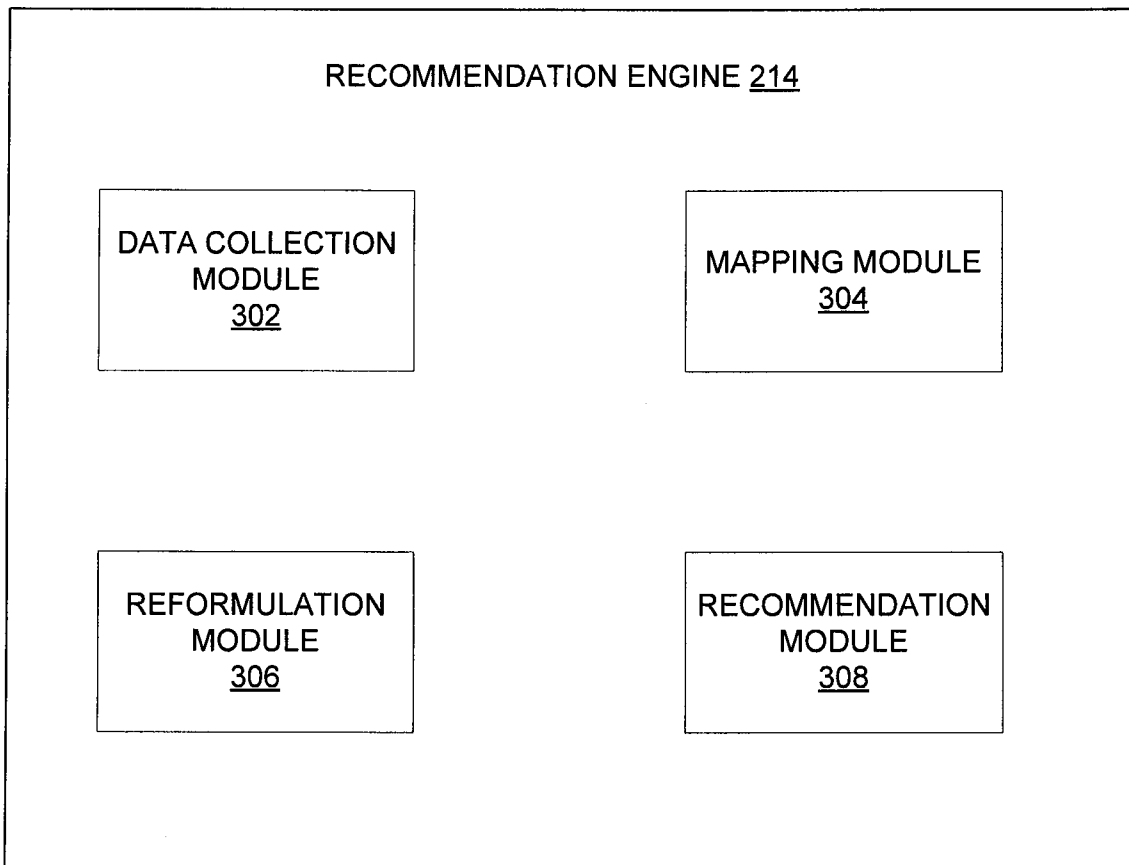 RECOMMENDATION ENGINE 214
DATA COLLECTION
MODULE
302
MAPPING MODULE
304
REFORMULATION
MODULE
306
RECOMMENDATION
MODULE
308